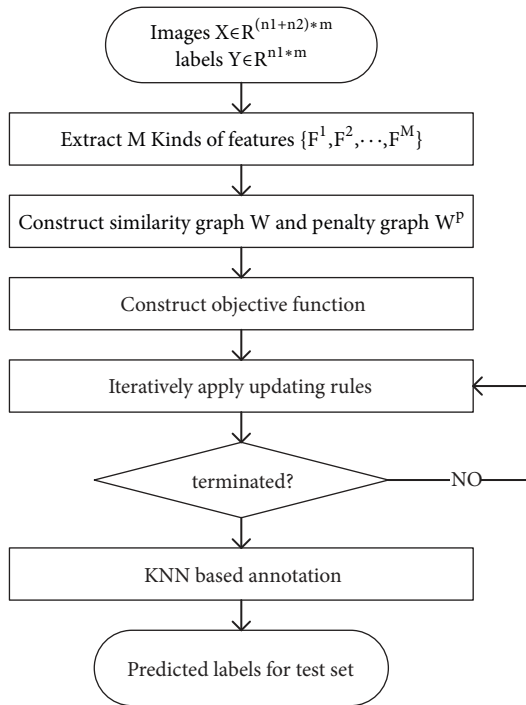 Images X∈R^(n1+n2)*m
labels Y∈R^n1*m
Extract M Kinds of features {F^1,F^2,⋯,F^M}
Construct similarity graph W and penalty graph W^P
Construct objective function
Iteratively apply updating rules
terminated?
NO
KNN based annotation
Predicted labels for test set